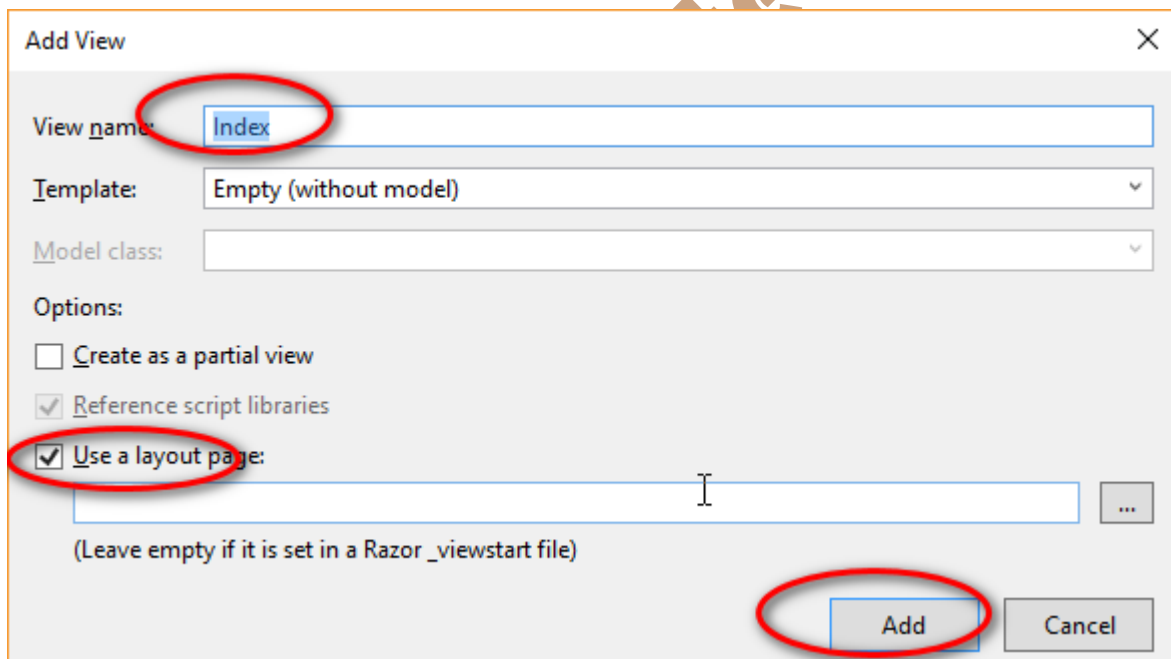 Add View
View name: Index
Template: Empty (without model)
Model class:
Options:
Create as a partial view
Reference script libraries
Use a layout page:
...
(Leave empty if it is set in a Razor _viewstart file)
Add Cancel